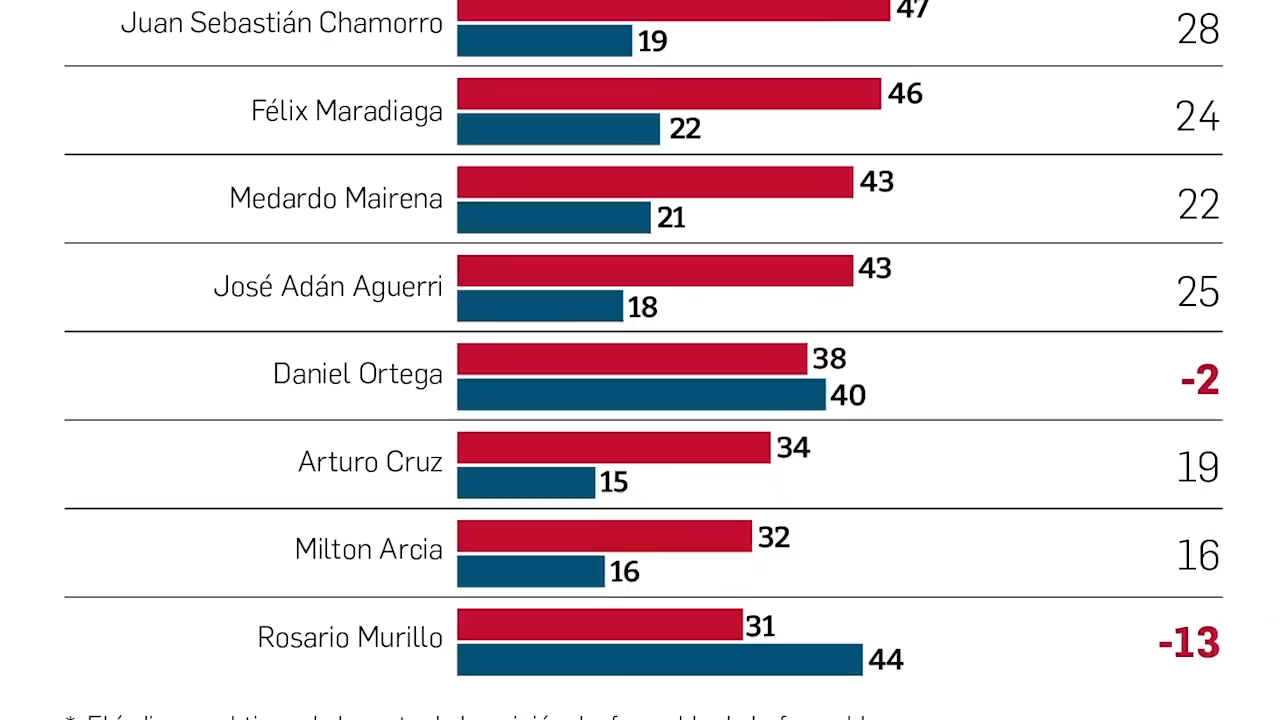 47
Juan Sebastián Chamorro 19 28
46
Félix Maradiaga 22 24
43
Medardo Mairena 21 22
43
José Adán Aguerri 18 25
38
Daniel Ortega 40 -2
34
Arturo Cruz 15 19
32
Milton Arcia 16 16
31
Rosario Murillo 44 -13